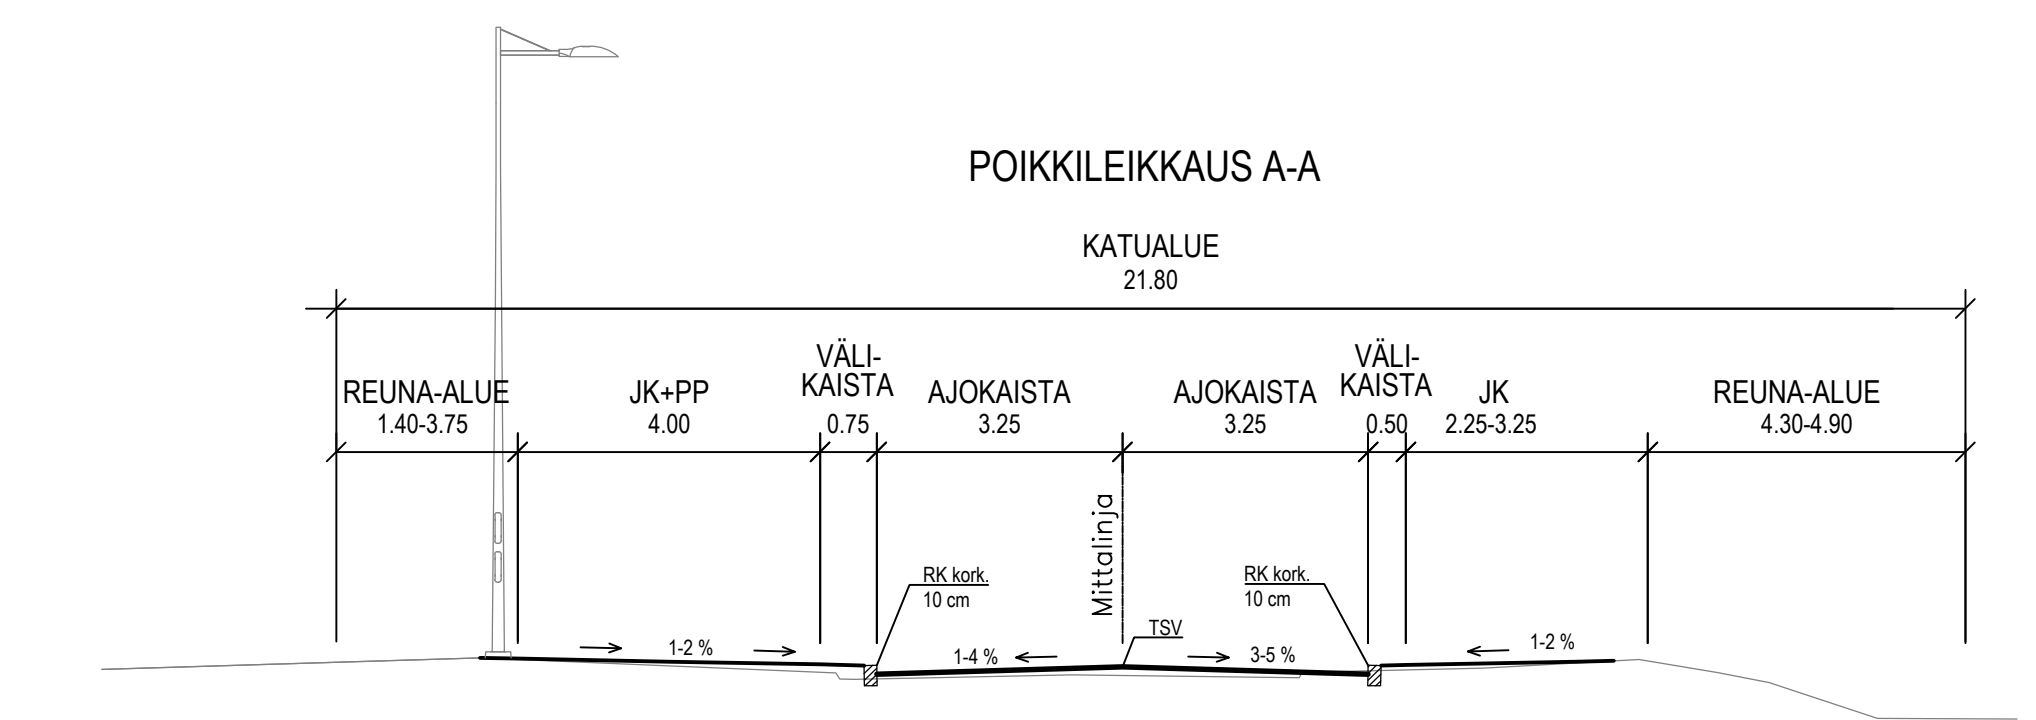 POIKKILEIKKAUS A-A
KATUALUE
21.80
REUNA-ALUE
1.40-3.75
JK+PP
4.00
VÄLI-
KAISTA
0.75
AJOKAISTA
3.25
AJOKAISTA
3.25
VÄLI-
KAISTA
0.50
JK
2.25-3.25
REUNA-ALUE
4.30-4.90
Mittalinja
RK kork.
10 cm
RK kork.
10 cm
TSV
1-2 %
1-4 %
3-5 %
1-2 %